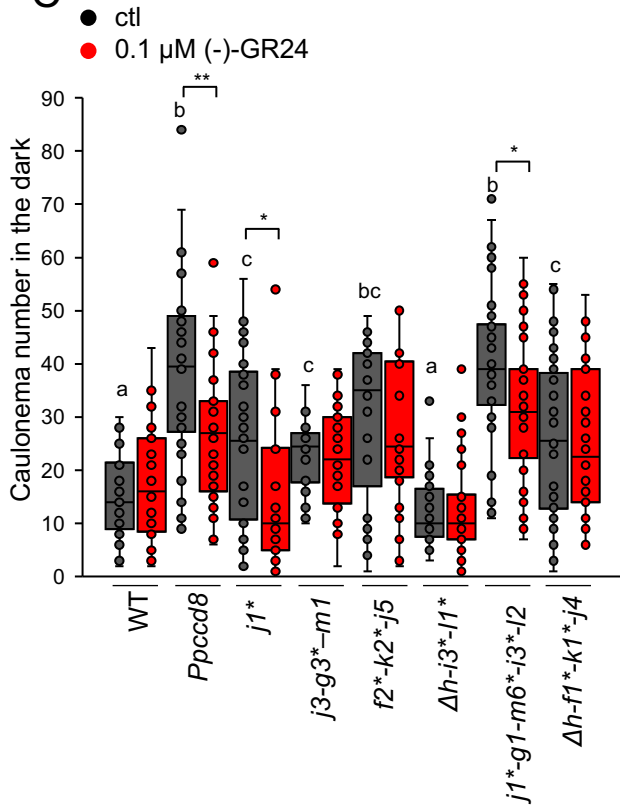 ctl
0.1 µM (-)-GR24
Caulonema number in the dark
90
80
70
60
50
40
30
20
10
0
a
b
**
c
*
c
bc
a
b
*
c
WT
Ppccd8
j1*
j3-g3*–m1
f2*-k2*-j5
Δh-i3*-l1*
j1*-g1-m6*-i3*-l2
Δh-f1*-k1*-j4